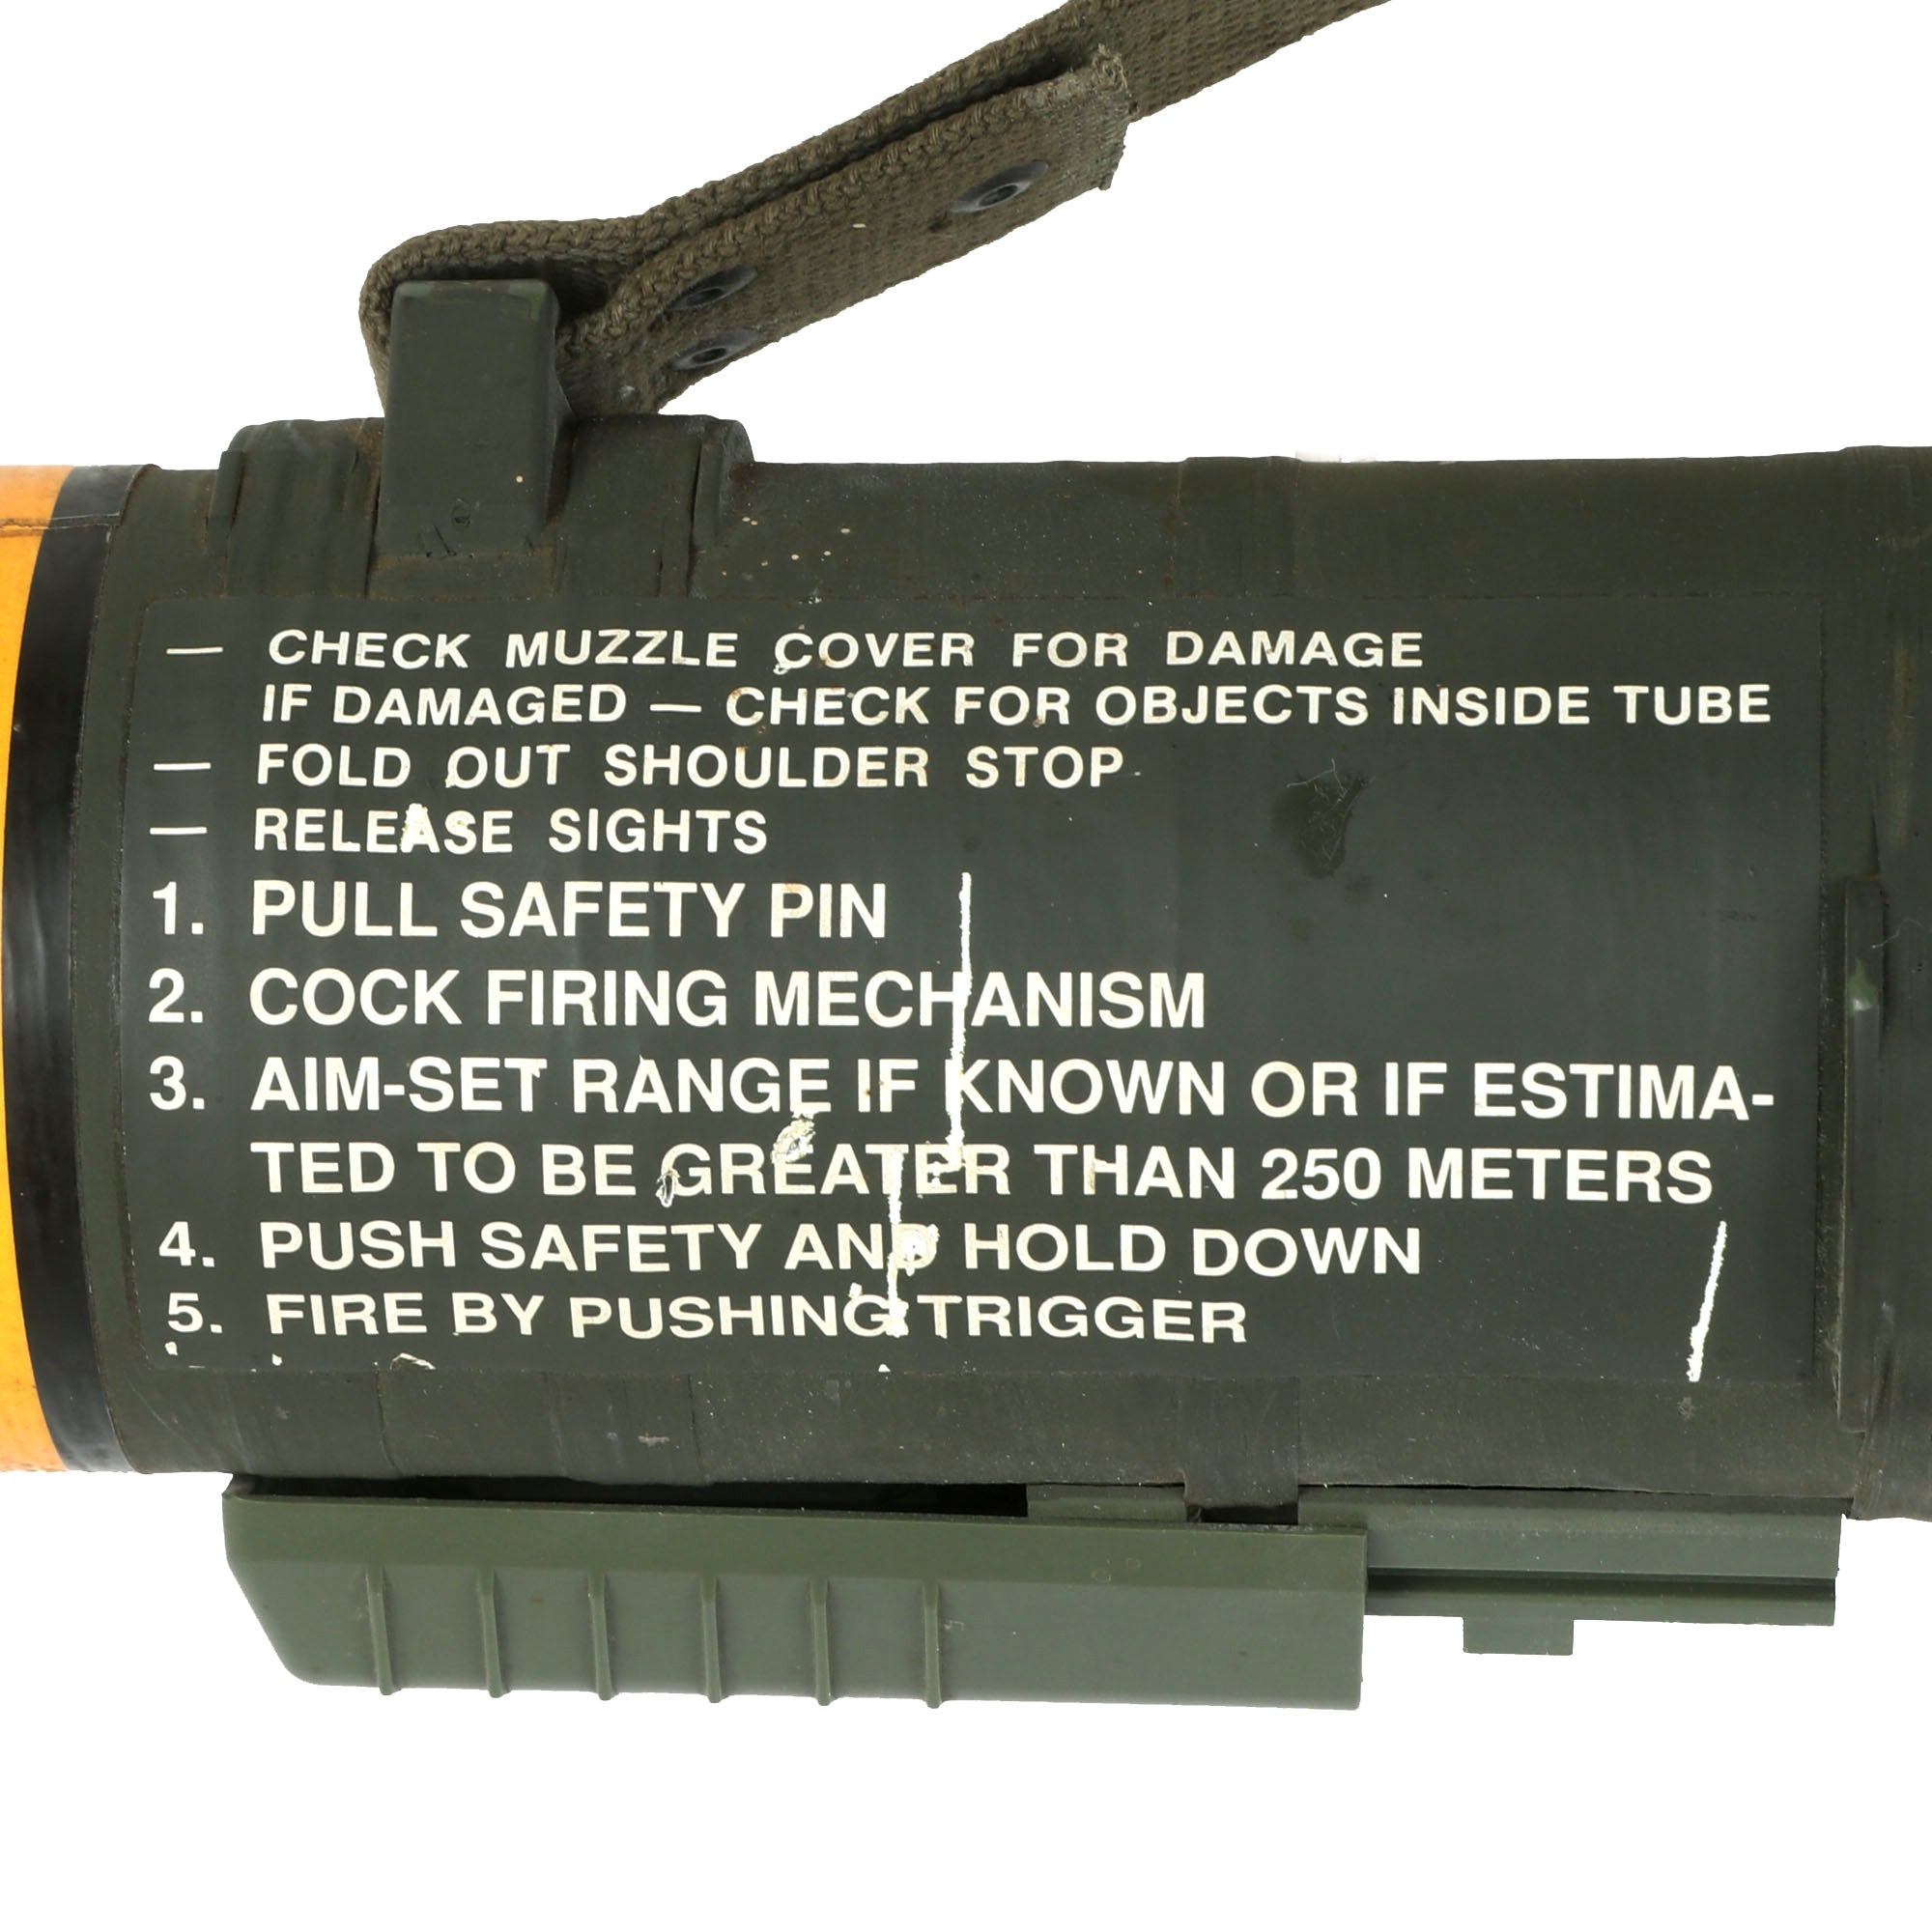 — CHECK MUZZLE COVER FOR DAMAGE
IF DAMAGED — CHECK FOR OBJECTS INSIDE TUBE
— FOLD OUT SHOULDER STOP
— RELEASE SIGHTS
1. PULL SAFETY PIN
2. COCK FIRING MECHANISM
3. AIM-SET RANGE IF KNOWN OR IF ESTIMA-
TED TO BE GREATER THAN 250 METERS
4. PUSH SAFETY AND HOLD DOWN
5. FIRE BY PUSHING TRIGGER